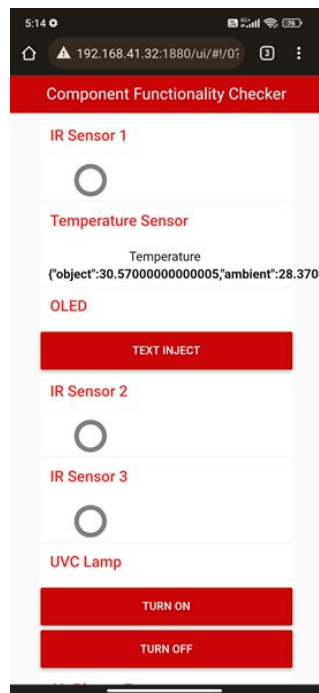 5:14
76
192.168.41.32:1880/ui/#!/0?
3
Component Functionality Checker
IR Sensor 1
Temperature Sensor
Temperature
{"object":30.57000000000005,"ambient":28.370
OLED
TEXT INJECT
IR Sensor 2
IR Sensor 3
UVC Lamp
TURN ON
TURN OFF